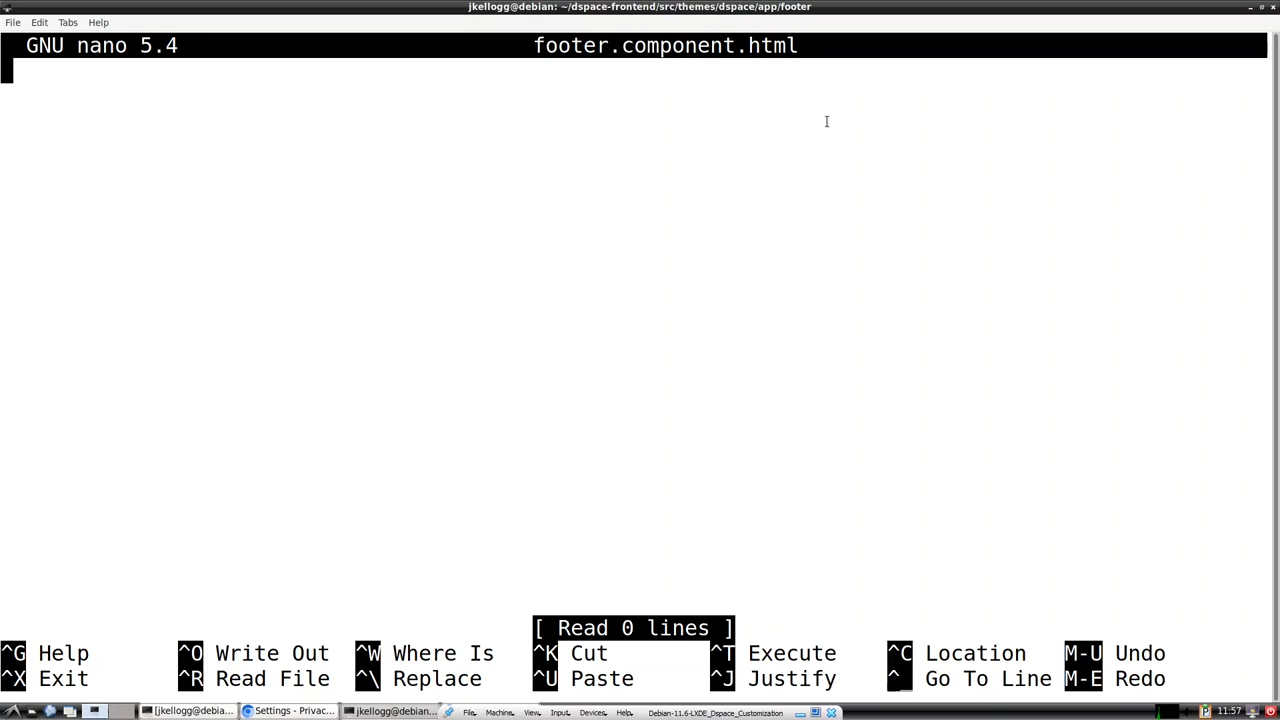 jkellogg@debian: ~/dspace-frontend/src/themes/dspace/app/footer
File Edit Tabs Help
GNU nano 5.4 footer.component.html
[ Read 0 lines ]
^G Help ^O Write Out ^W Where Is ^K Cut ^T Execute ^C Location M-U Undo
^X Exit ^R Read File ^\ Replace ^U Paste ^J Justify ^_ Go To Line M-E Redo
[jkellogg@debia... Settings - Privac... jkellogg@debian... File Machine View Input Devices Help Debian-11.6-LXDE_Dspace_Customization 11:57